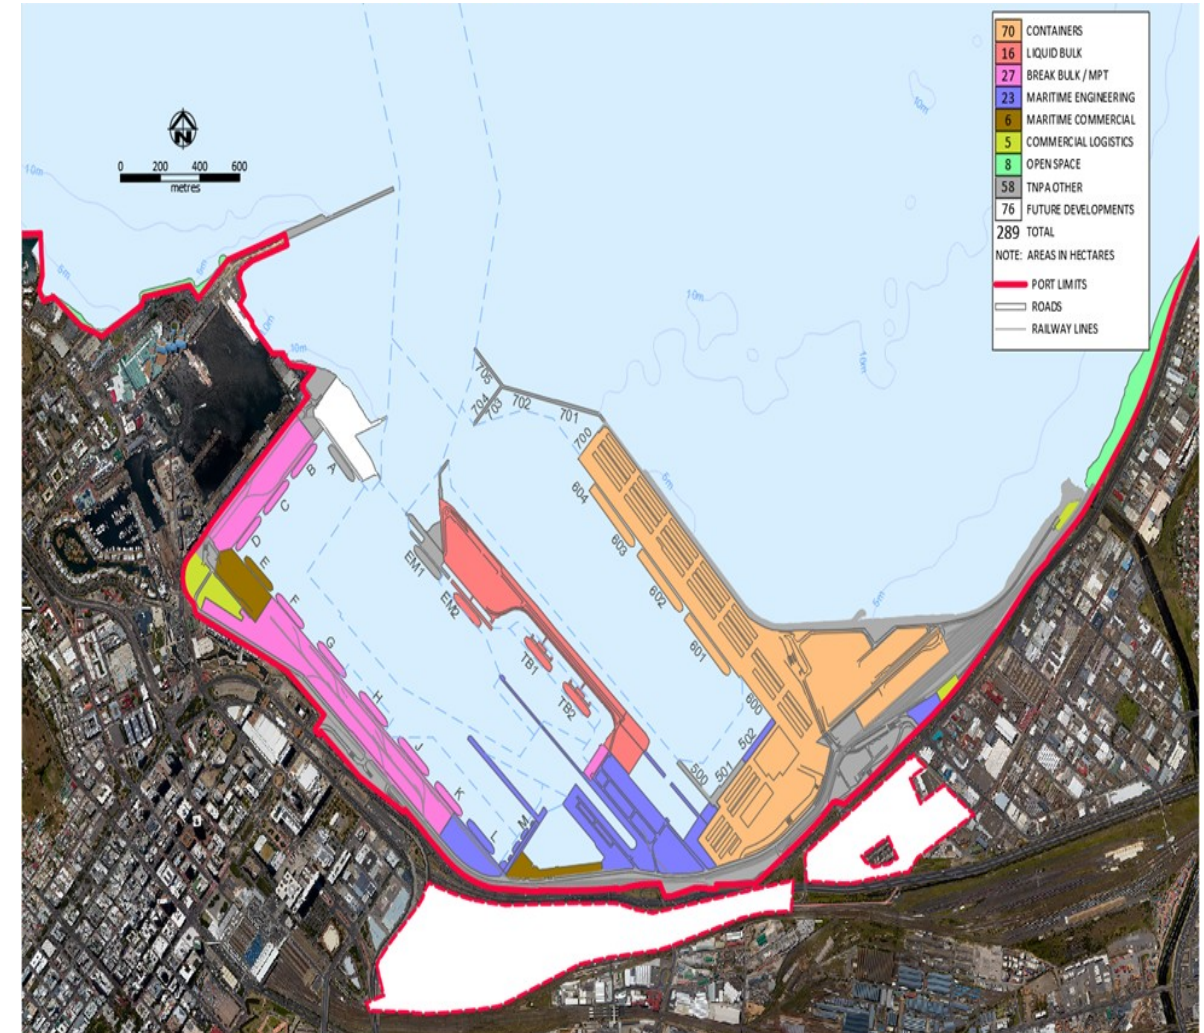 70 CONTAINERS
16 LIQUID BULK
27 BREAK BULK / MPT
23 MARITIME ENGINEERING
6 MARITIME COMMERCIAL
5 COMMERCIAL LOGISTICS
8 OPEN SPACE
58 TNPA OTHER
76 FUTURE DEVELOPMENTS
289 TOTAL
NOTE: AREAS IN HECTARES
PORT LIMITS
ROADS
RAILWAY LINES
N
0 200 400 600
metres
10m
10m
5m
5m
10m
10m
10m
10m
5m
5m
705
704
703
702
701
700
604
603
602
601
600
502
501
500
A
B
C
D
E
F
G
H
J
K
L
M
EM1
EM2
TB1
TB2